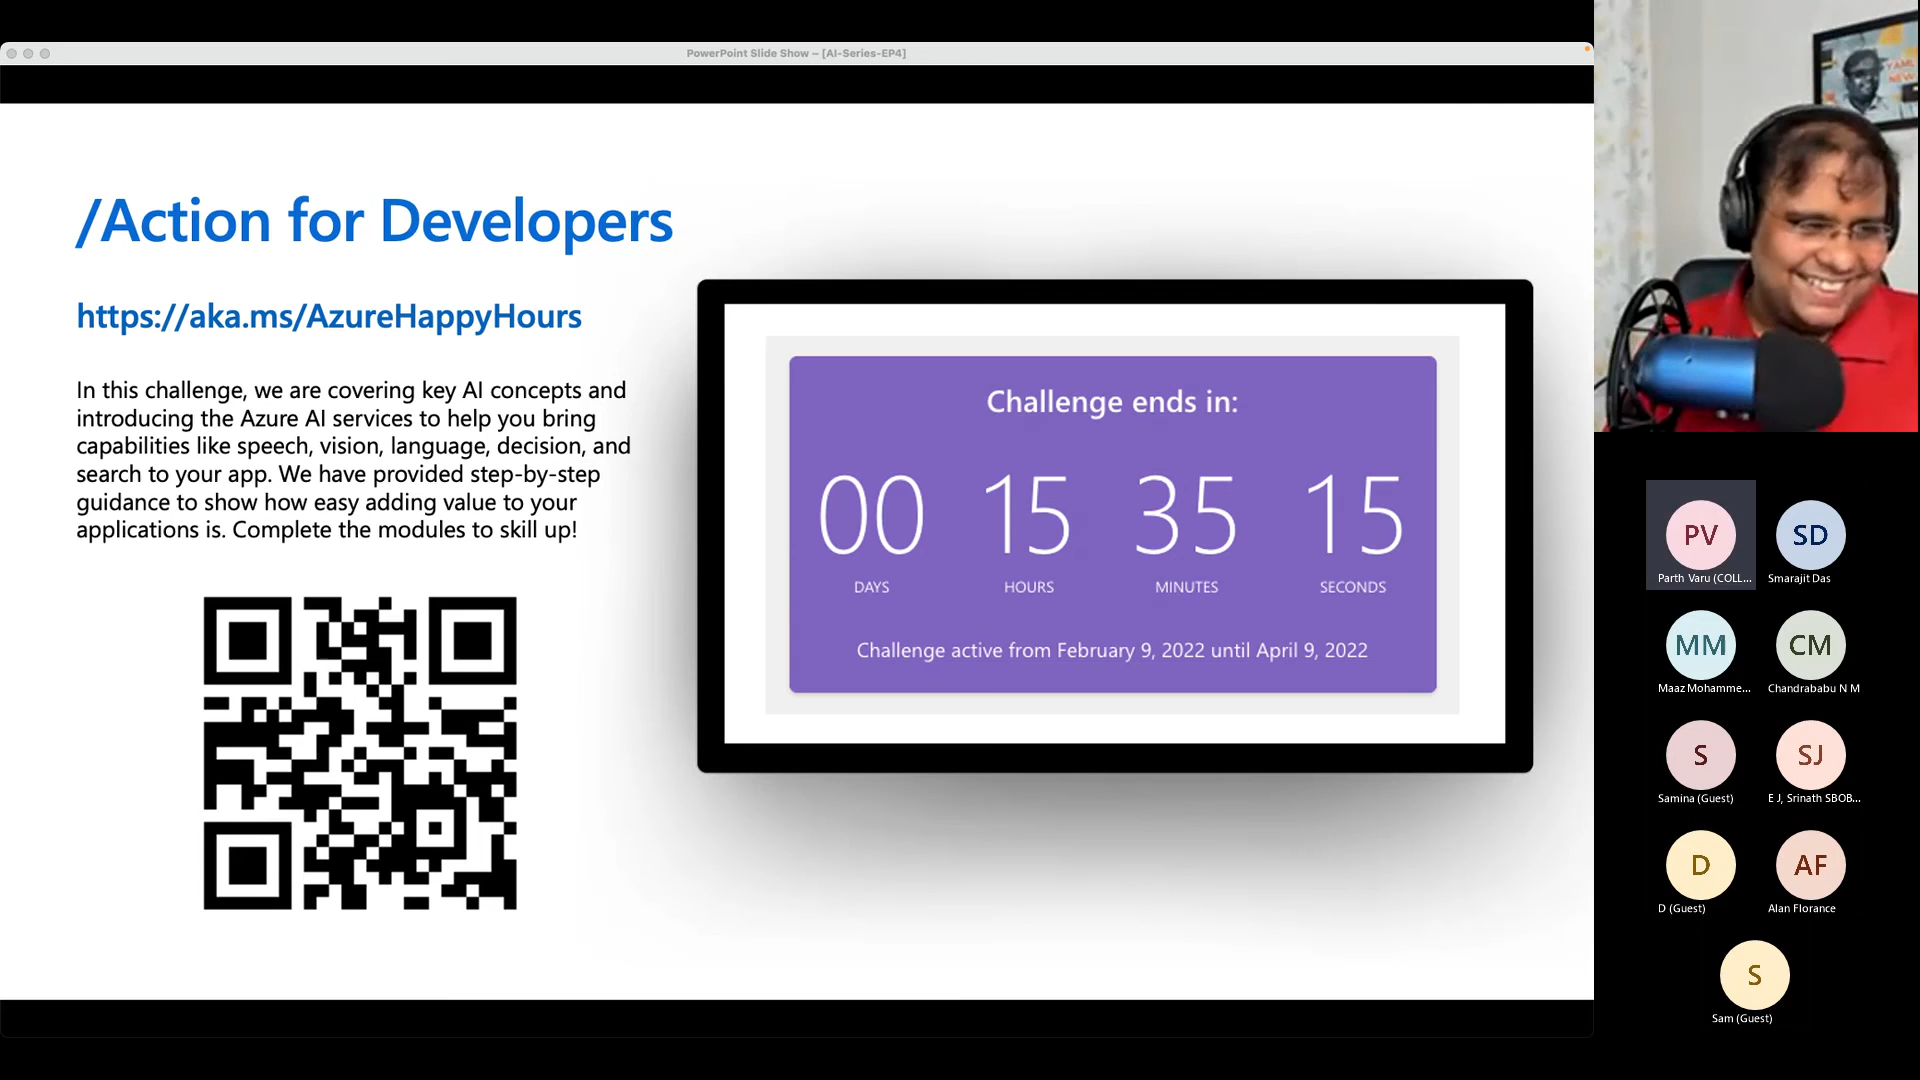 PowerPoint Slide Show – [AI-Series-EP4]
/Action for Developers
https://aka.ms/AzureHappyHours
In this challenge, we are covering key AI concepts and
introducing the Azure AI services to help you bring
capabilities like speech, vision, language, decision, and
search to your app. We have provided step-by-step
guidance to show how easy adding value to your
applications is. Complete the modules to skill up!
Challenge ends in:
00 15 35 15
DAYS HOURS MINUTES SECONDS
Challenge active from February 9, 2022 until April 9, 2022
YAML
NEW
PV SD
Parth Varu (COLL... Smarajit Das
MM CM
Maaz Mohamme... Chandrababu N M
S SJ
Samina (Guest) E J, Srinath SBOB...
D AF
D (Guest) Alan Florance
S
Sam (Guest)